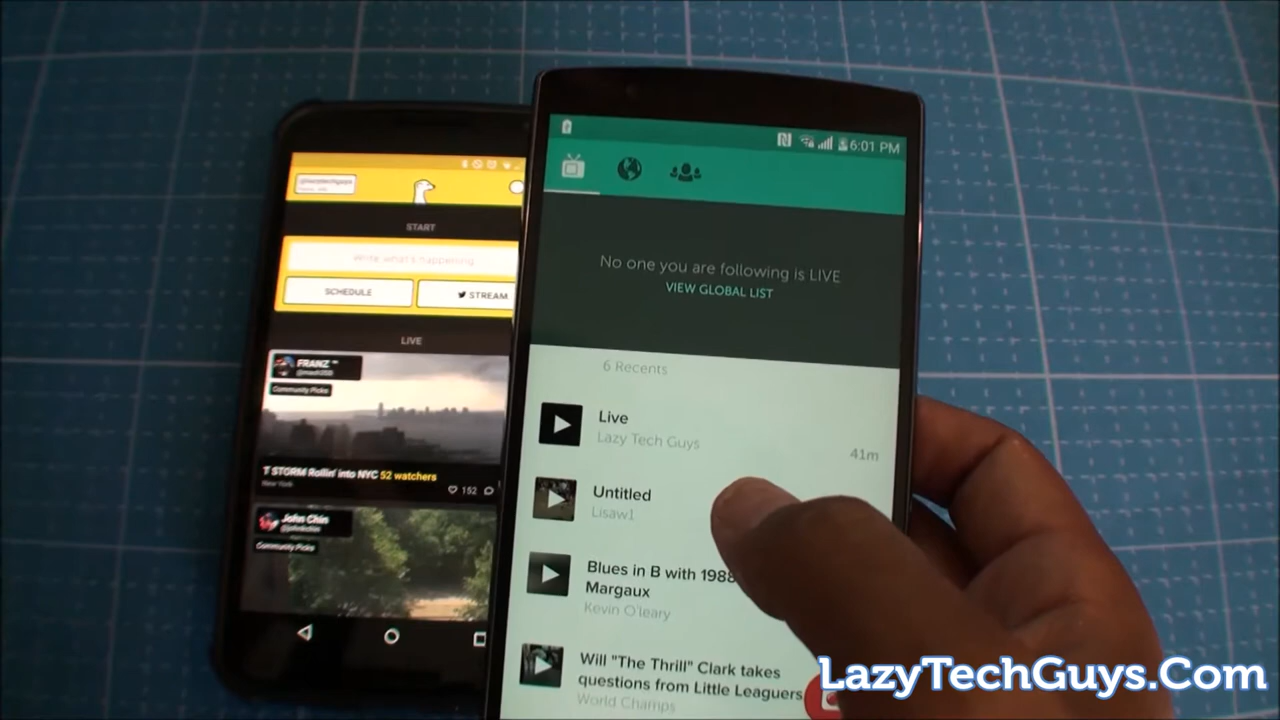 START
Write what's happening
SCHEDULE
STREAM
LIVE
FRANZ
Community Picks
T STORM Rollin' into NYC 52 watchers
New York
152
John Chin
Community Picks
6:01 PM
No one you are following is LIVE
VIEW GLOBAL LIST
6 Recents
Live
Lazy Tech Guys
41m
Untitled
Lisaw1
Blues in B with 1988
Margaux
Kevin O'leary
Will "The Thrill" Clark takes
questions from Little Leaguers
World Champs
LazyTechGuys.Com